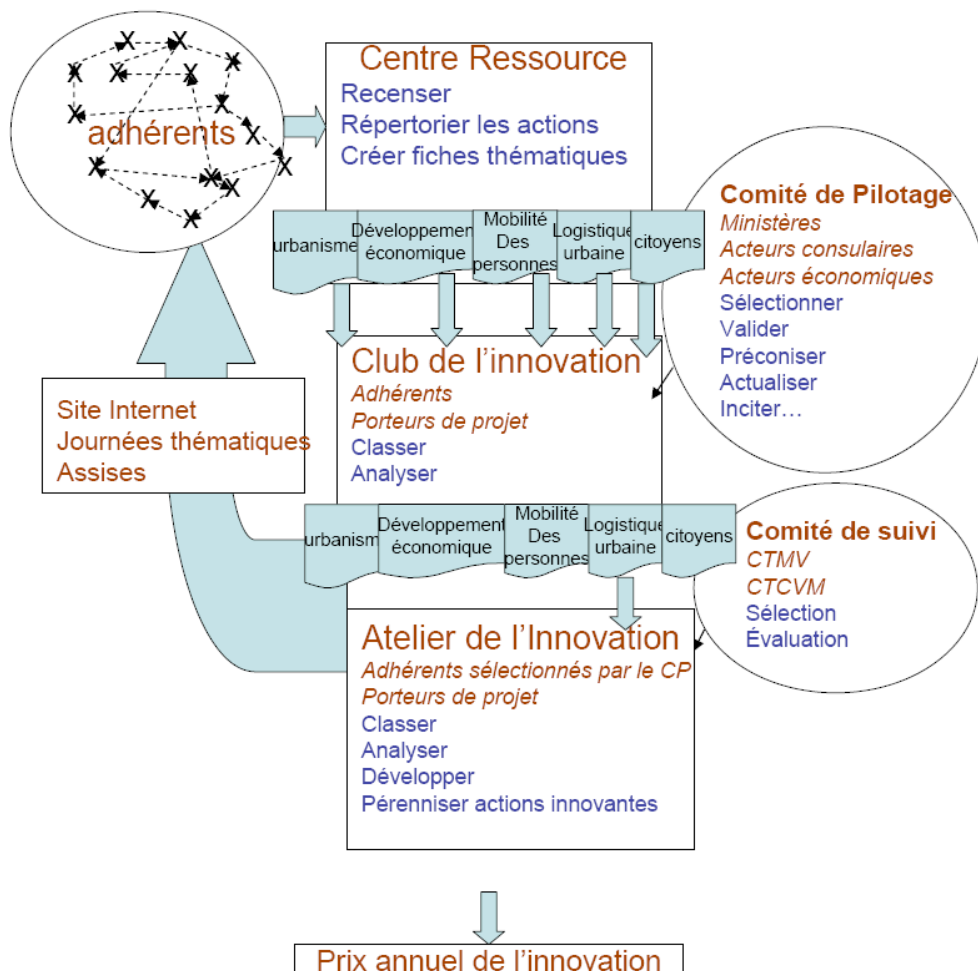 adhérents
Centre Ressource
Recenser
Répertorier les actions
Créer fiches thématiques
urbanisme
Développement
économique
Mobilité
Des
personnes
Logistique
urbaine
citoyens
Comité de Pilotage
Ministères
Acteurs consulaires
Acteurs économiques
Sélectionner
Valider
Préconiser
Actualiser
Inciter…
Club de l’innovation
Adhérents
Porteurs de projet
Classer
Analyser
Site Internet
Journées thématiques
Assises
urbanism
Développement
économique
Mobilité
Des
personnes
Logistique
urbaine
citoyens
Comité de suivi
CTMV
CTCVM
Sélection
Évaluation
Atelier de l’Innovation
Adhérents sélectionnés par le CP
Porteurs de projet
Classer
Analyser
Développer
Pérenniser actions innovantes
Prix annuel de l’innovation